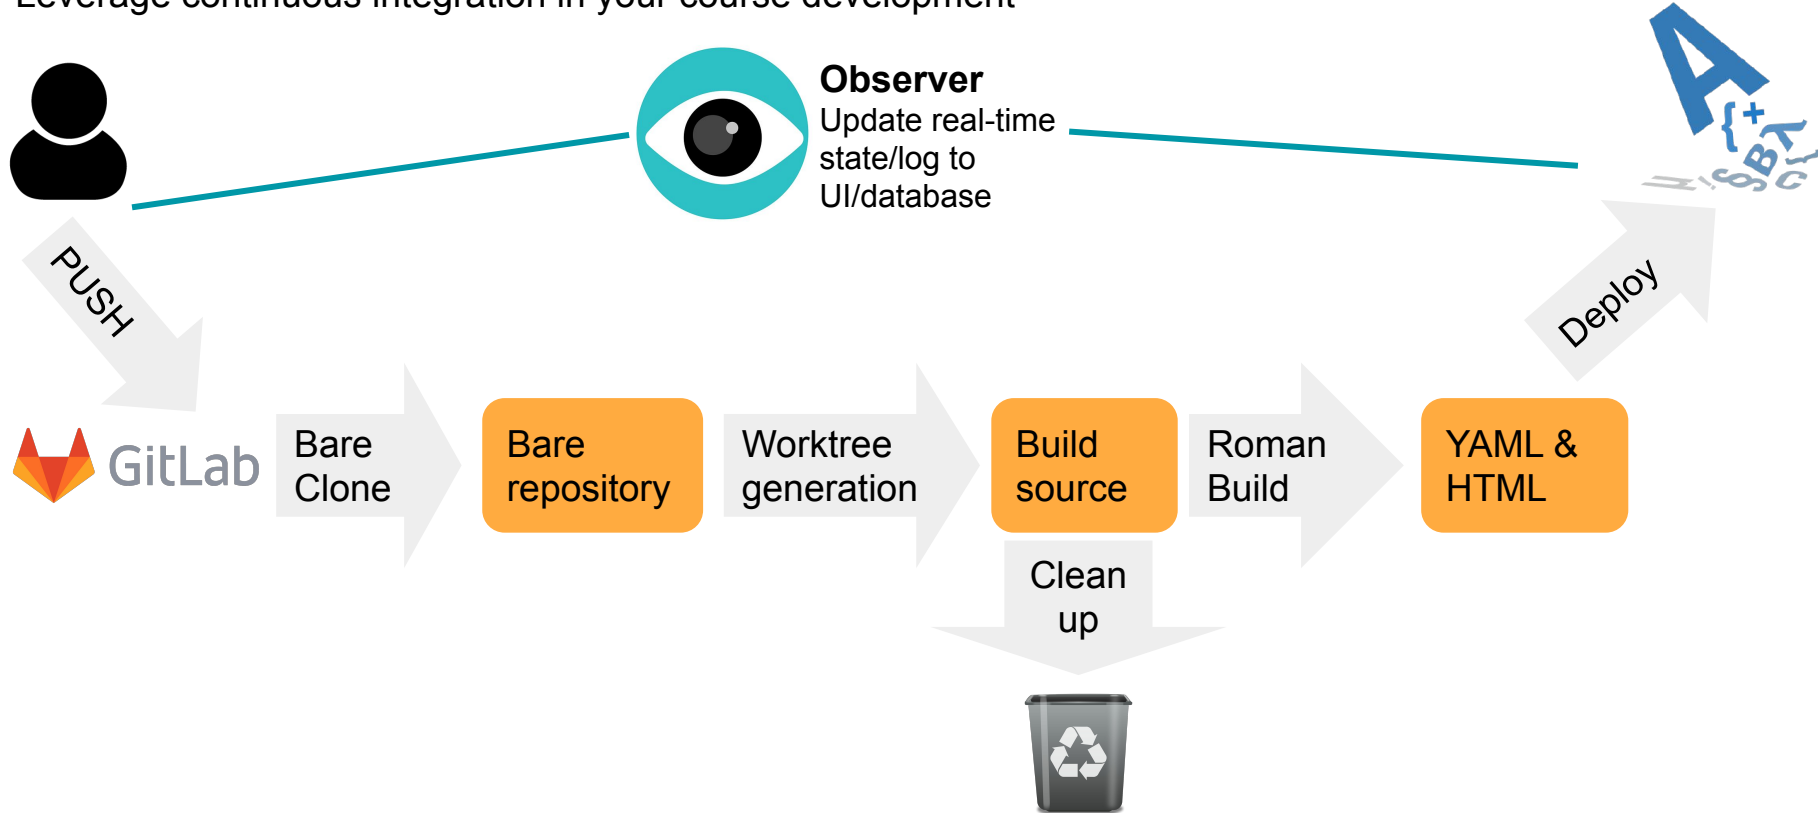 Leverage continuous integration in your course development
Observer
Update real-time
state/log to
UI/database
PUSH
Deploy
GitLab
Bare
Clone
Bare
repository
Worktree
generation
Build
source
Roman
Build
YAML &
HTML
Clean
up